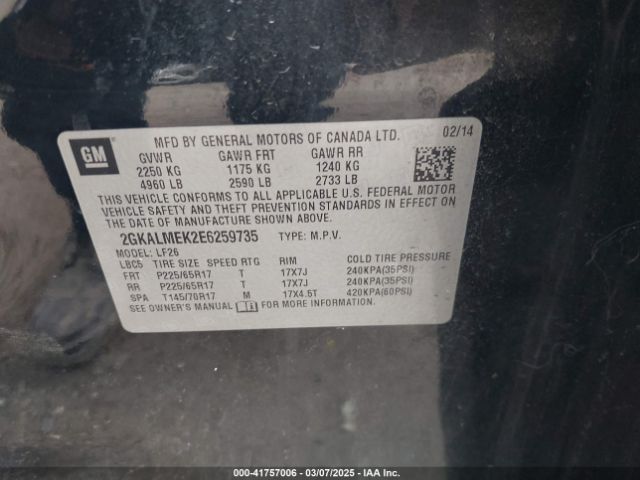 GM
MFD BY GENERAL MOTORS OF CANADA LTD. 02/14
GVWR GAWR FRT GAWR RR
2250 KG 1175 KG 1240 KG
4960 LB 2590 LB 2733 LB
THIS VEHICLE CONFORMS TO ALL APPLICABLE U.S. FEDERAL MOTOR
VEHICLE SAFETY AND THEFT PREVENTION STANDARDS IN EFFECT ON
THE DATE OF MANUFACTURE SHOWN ABOVE.
2GKALMEK2E6259735 TYPE: M.P.V.
MODEL: LF26
LBC5 TIRE SIZE SPEED RTG RIM COLD TIRE PRESSURE
FRT P225/65R17 T 17X7J 240KPA(35PSI)
RR P225/65R17 T 17X7J 240KPA(35PSI)
SPA T145/70R17 M 17X4.5T 420KPA(60PSI)
SEE OWNER'S MANUAL FOR MORE INFORMATION.
000-41757006 - 03/07/2025 - IAA Inc.